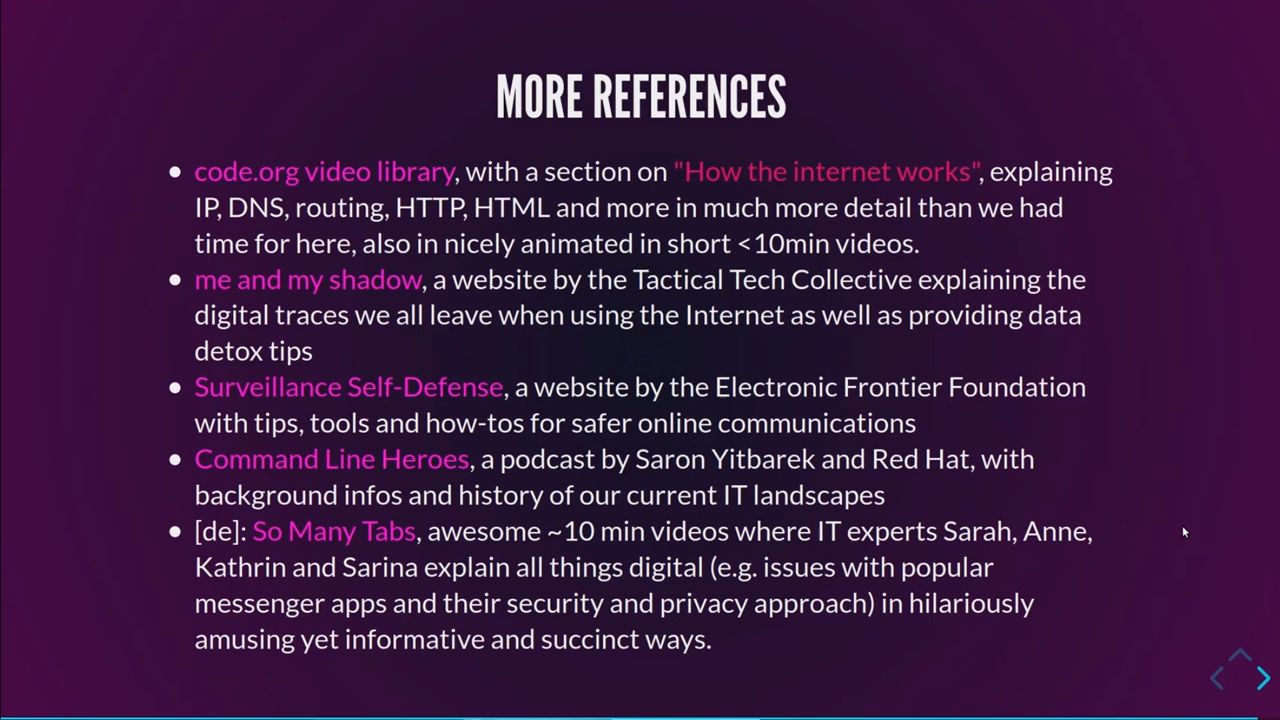 MORE REFERENCES
• code.org video library, with a section on "How the internet works", explaining
IP, DNS, routing, HTTP, HTML and more in much more detail than we had
time for here, also in nicely animated in short <10min videos.
• me and my shadow, a website by the Tactical Tech Collective explaining the
digital traces we all leave when using the Internet as well as providing data
detox tips
• Surveillance Self-Defense, a website by the Electronic Frontier Foundation
with tips, tools and how-tos for safer online communications
• Command Line Heroes, a podcast by Saron Yitbarek and Red Hat, with
background infos and history of our current IT landscapes
• [de]: So Many Tabs, awesome ~10 min videos where IT experts Sarah, Anne,
Kathrin and Sarina explain all things digital (e.g. issues with popular
messenger apps and their security and privacy approach) in hilariously
amusing yet informative and succinct ways.